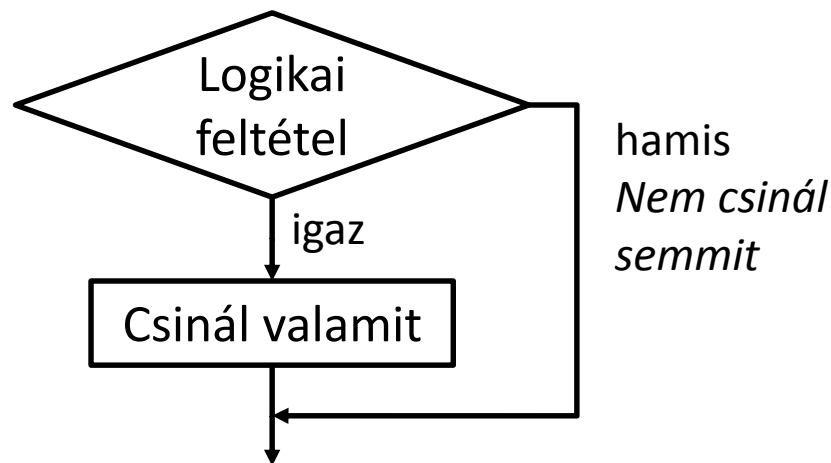 Logikai
feltétel
hamis
Nem csinál
semmit
igaz
Csinál valamit